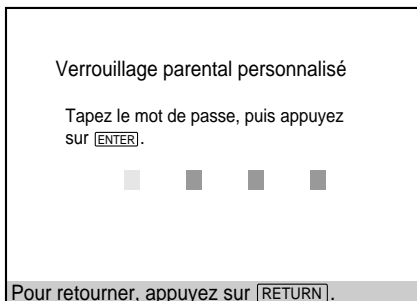 Verrouillage parental personnalisé
Tapez le mot de passe, puis appuyez
sur ENTER.
Pour retourner, appuyez sur RETURN.